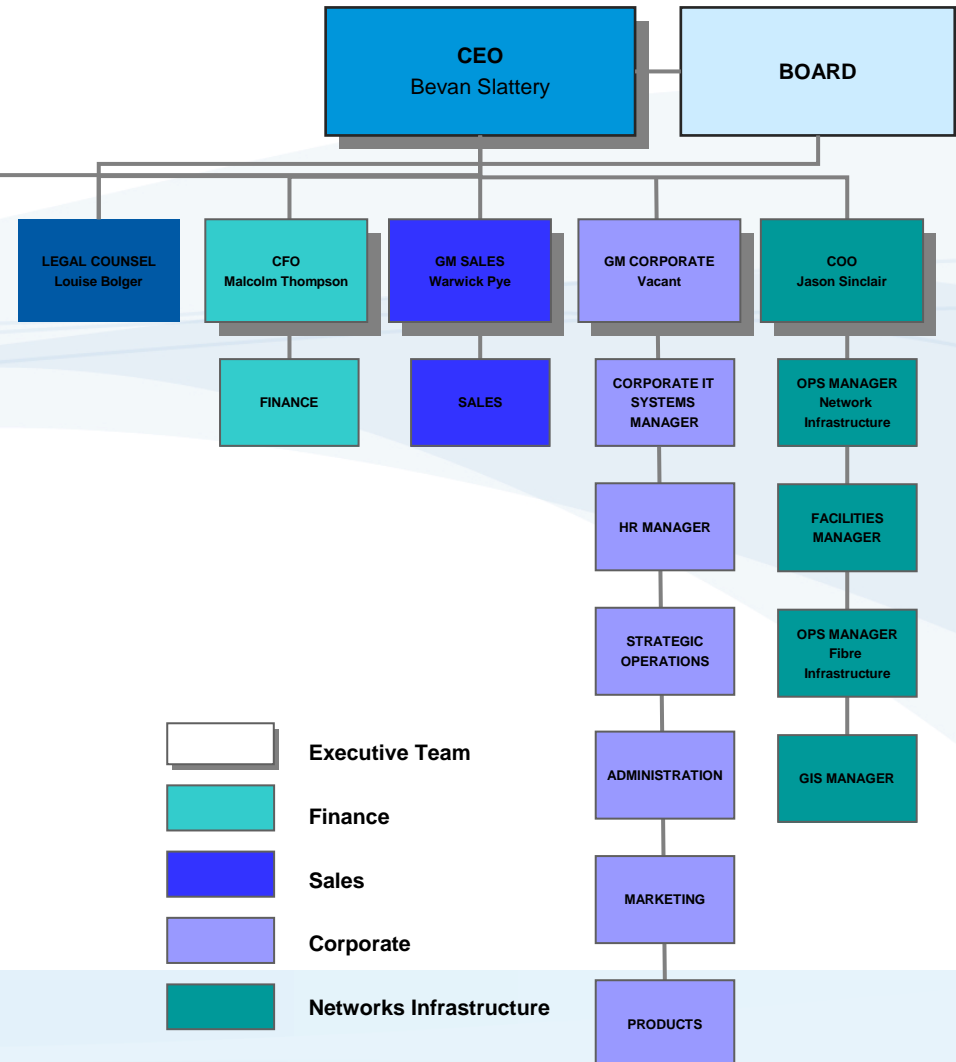 CEO
Bevan Slattery
BOARD
LEGAL COUNSEL
Louise Bolger
CFO
Malcolm Thompson
GM SALES
Warwick Pye
GM CORPORATE
Vacant
COO
Jason Sinclair
FINANCE
SALES
CORPORATE IT
SYSTEMS
MANAGER
OPS MANAGER
Network
Infrastructure
HR MANAGER
FACILITIES
MANAGER
STRATEGIC
OPERATIONS
OPS MANAGER
Fibre
Infrastructure
ADMINISTRATION
GIS MANAGER
MARKETING
PRODUCTS
Executive Team
Finance
Sales
Corporate
Networks Infrastructure